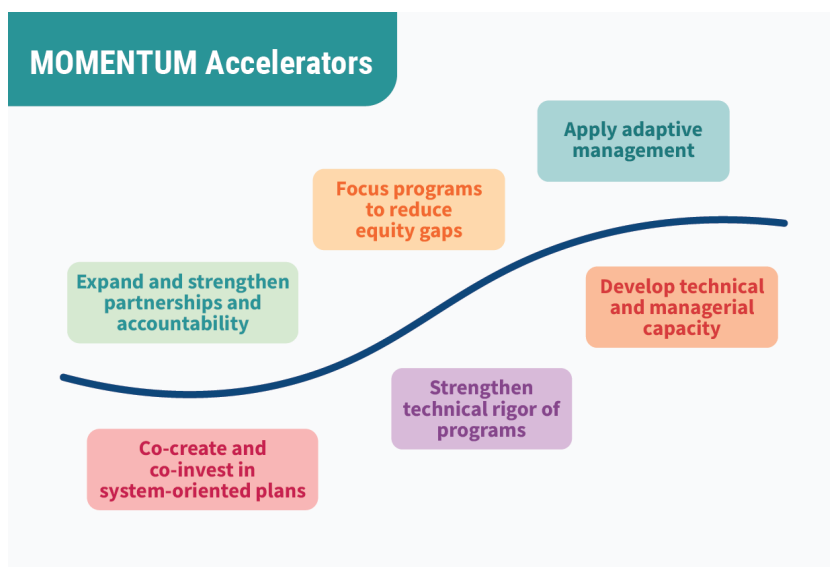 MOMENTUM Accelerators
Apply adaptive
management
Focus programs
to reduce
equity gaps
Expand and strengthen
partnerships and
accountability
Develop technical
and managerial
capacity
Strengthen
technical rigor of
programs
Co-create and
co-invest in
system-oriented plans